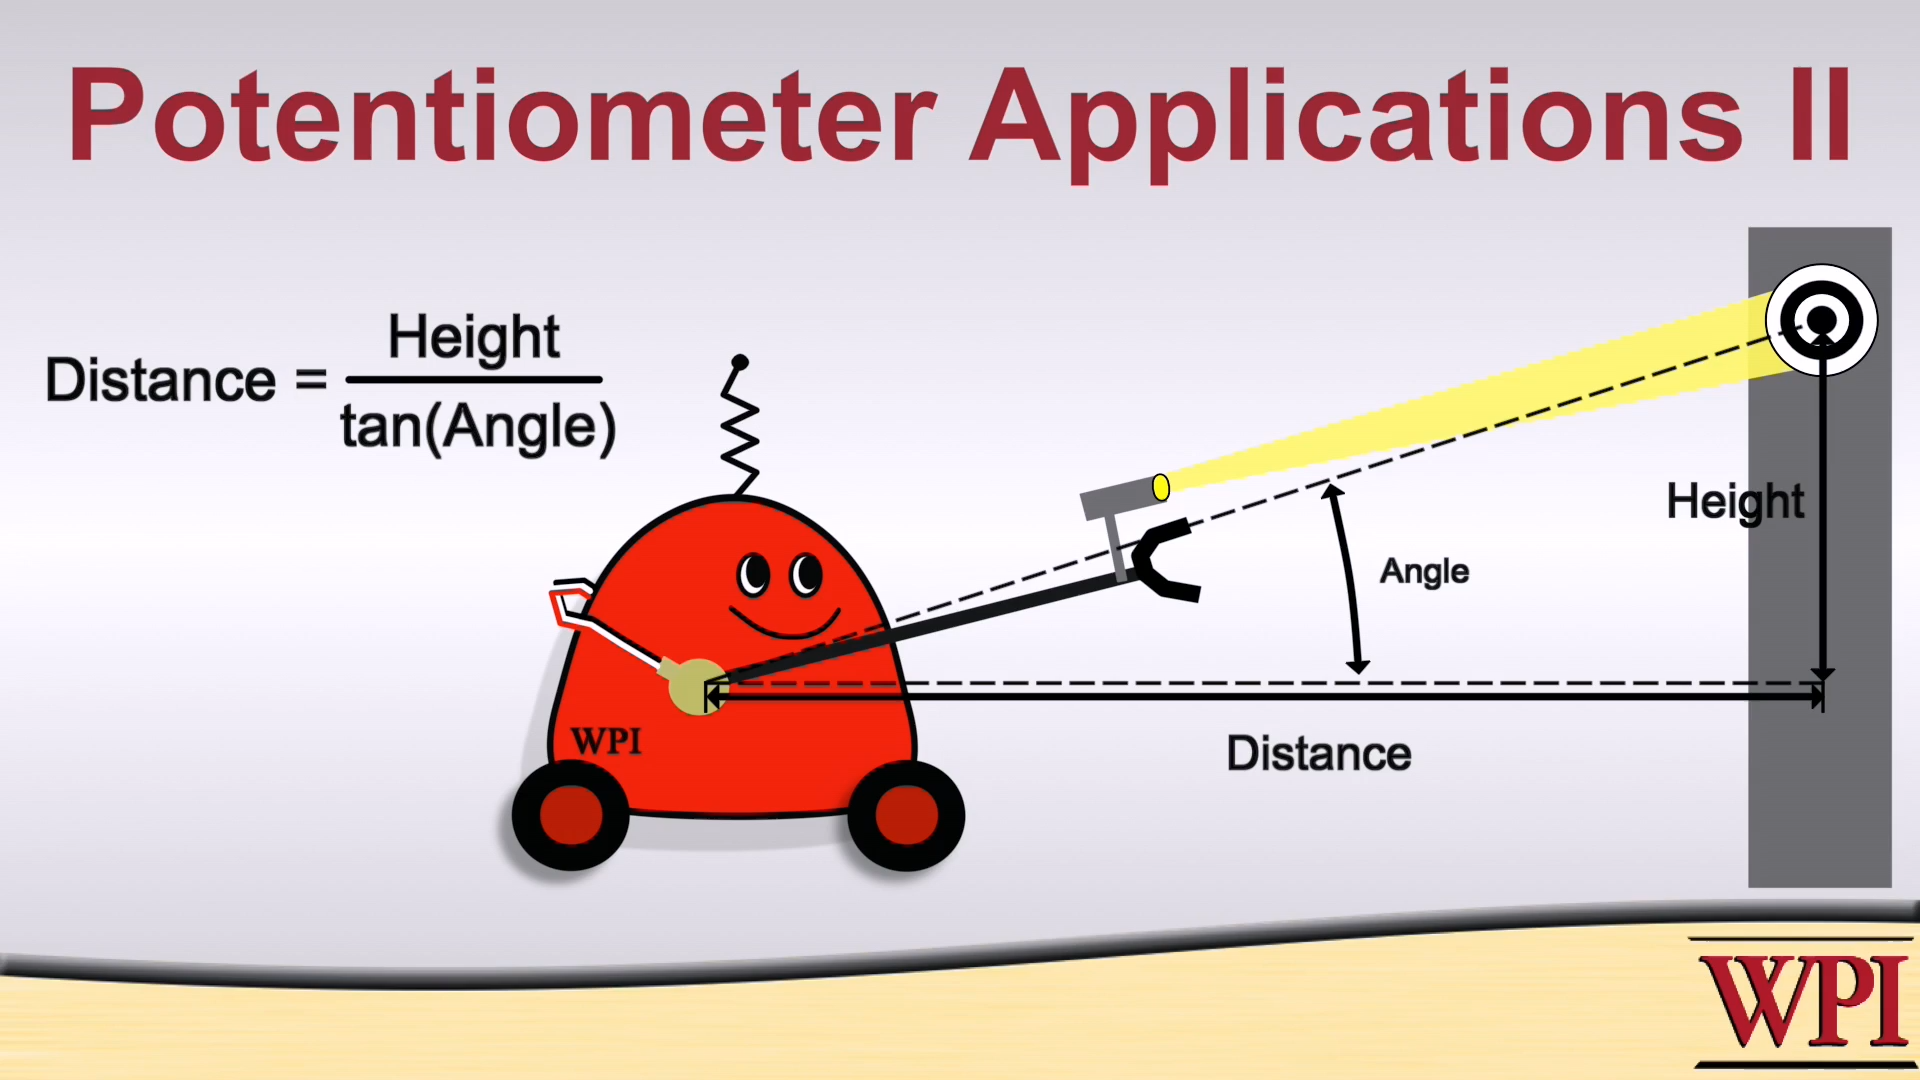 Potentiometer Applications II
Distance = Height
tan(Angle)
Height
Angle
Distance
WPI
WPI